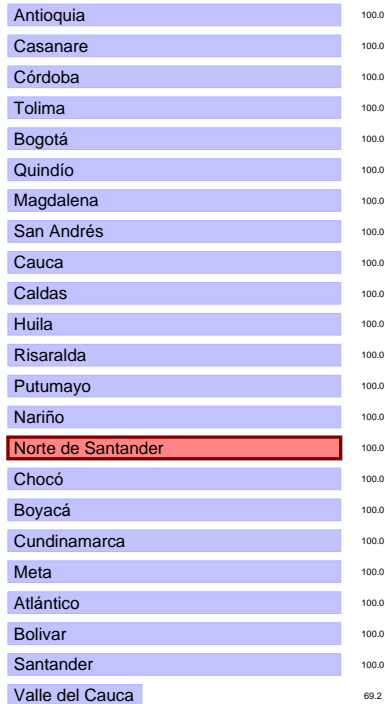 Antioquia 100.0
Casanare 100.0
Córdoba 100.0
Tolima 100.0
Bogotá 100.0
Quindío 100.0
Magdalena 100.0
San Andrés 100.0
Cauca 100.0
Caldas 100.0
Huila 100.0
Risaralda 100.0
Putumayo 100.0
Nariño 100.0
Norte de Santander 100.0
Chocó 100.0
Boyacá 100.0
Cundinamarca 100.0
Meta 100.0
Atlántico 100.0
Bolivar 100.0
Santander 100.0
Valle del Cauca 69.2